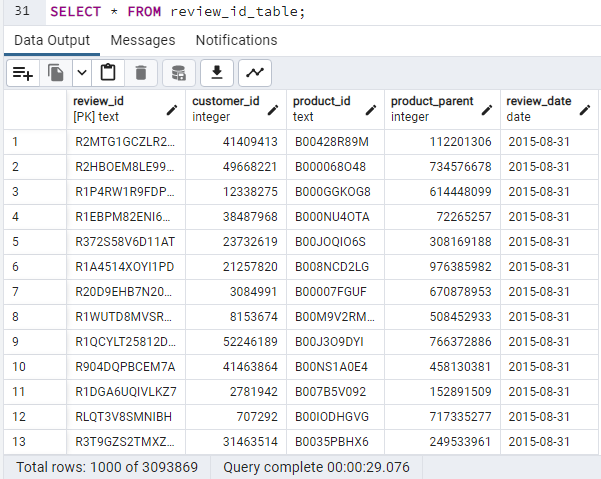 31 SELECT * FROM review_id_table;
Data Output Messages Notifications
review_id customer_id product_id product_parent review_date
[PK] text integer text integer date
1 R2MTG1GCZLR2... 41409413 B00428R89M 112201306 2015-08-31
2 R2HBOEM8LE99... 49668221 B000068O48 734576678 2015-08-31
3 R1P4RW1R9FDP... 12338275 B000GGKOG8 614448099 2015-08-31
4 R1EBPM82ENI6... 38487968 B000NU4OTA 72265257 2015-08-31
5 R372S58V6D11AT 23732619 B00JOQIO6S 308169188 2015-08-31
6 R1A4514XOYI1PD 21257820 B008NCD2LG 976385982 2015-08-31
7 R20D9EHB7N20... 3084991 B00007FGUF 670878953 2015-08-31
8 R1WUTD8MVSR... 8153674 B00M9V2RM... 508452933 2015-08-31
9 R1QCYLT25812D... 52246189 B00J3O9DYI 766372886 2015-08-31
10 R904DQPBCEM7A 41463864 B00NS1A0E4 458130381 2015-08-31
11 R1DGA6UQIVLKZ7 2781942 B007B5V092 152891509 2015-08-31
12 RLQT3V8SMNIBH 707292 B00IODHGVG 717335277 2015-08-31
13 R3T9GZS2TMXZ... 31463514 B0035PBHX6 249533961 2015-08-31
Total rows: 1000 of 3093869 Query complete 00:00:29.076